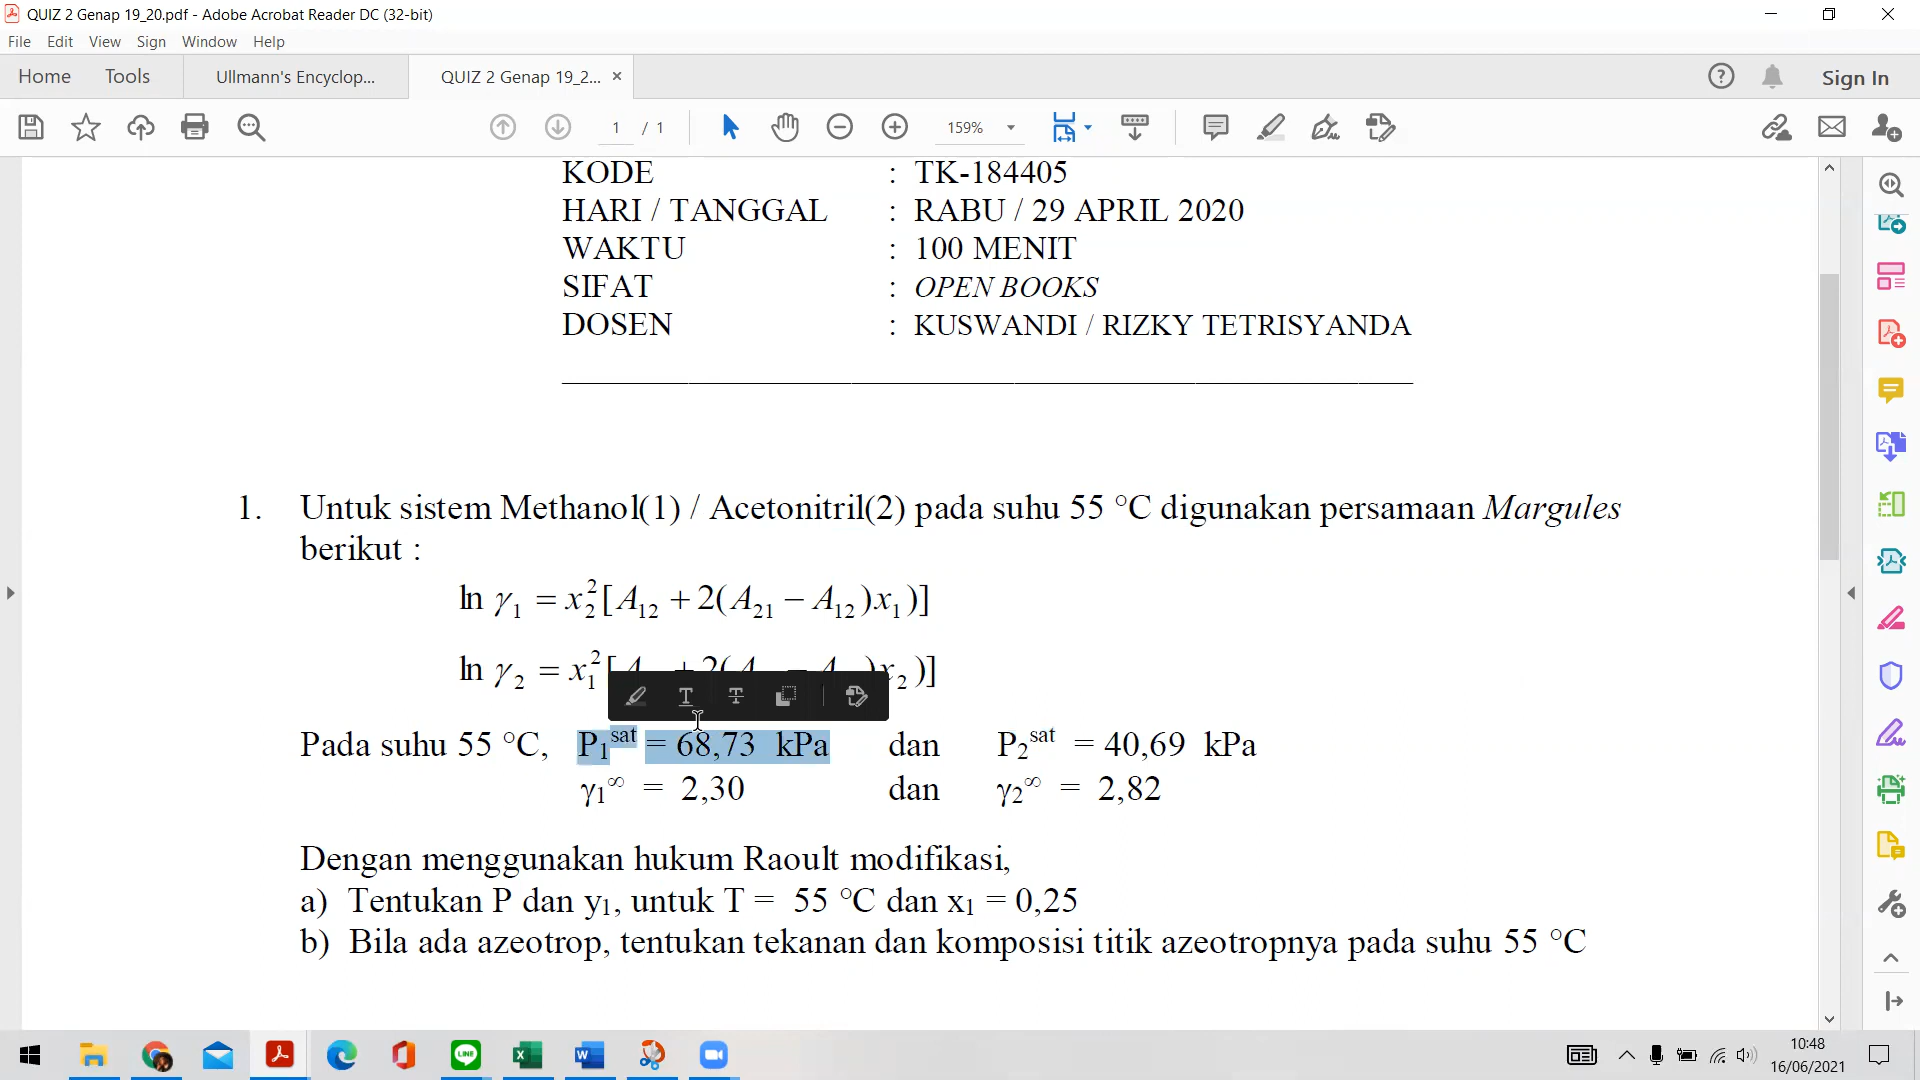 QUIZ 2 Genap 19_20.pdf - Adobe Acrobat Reader DC (32-bit)
File Edit View Sign Window Help
Home Tools Ullmann's Encyclop... QUIZ 2 Genap 19_2... × Sign In
1 / 1 159%
KODE : TK-184405
HARI / TANGGAL : RABU / 29 APRIL 2020
WAKTU : 100 MENIT
SIFAT : OPEN BOOKS
DOSEN : KUSWANDI / RIZKY TETRISYANDA
1. Untuk sistem Methanol(1) / Acetonitril(2) pada suhu 55 °C digunakan persamaan Margules
berikut :
ln γ₁ = x₂²[A₁₂ + 2(A₂₁ − A₁₂)x₁)]
ln γ₂ = x₁²[A + 2(A − A )x₂)]
Pada suhu 55 °C, P₁ˢᵃᵗ = 68,73 kPa dan P₂ˢᵃᵗ = 40,69 kPa
γ₁^∞ = 2,30 dan γ₂^∞ = 2,82
Dengan menggunakan hukum Raoult modifikasi,
a) Tentukan P dan y₁, untuk T = 55 °C dan x₁ = 0,25
b) Bila ada azeotrop, tentukan tekanan dan komposisi titik azeotropnya pada suhu 55 °C
10:48
16/06/2021